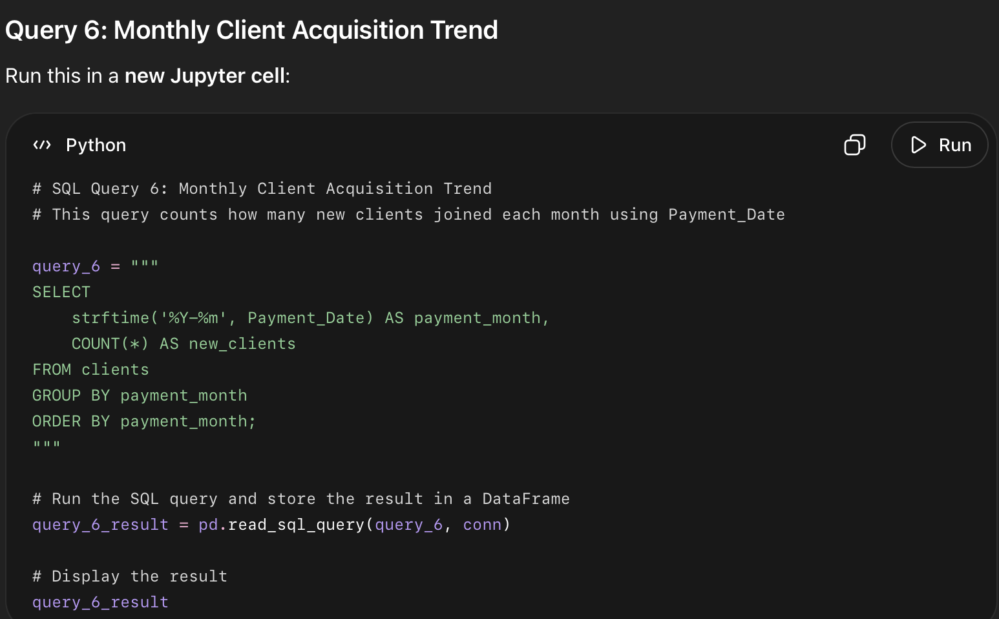 Query 6: Monthly Client Acquisition Trend
Run this in a new Jupyter cell:
Python
Run
# SQL Query 6: Monthly Client Acquisition Trend
# This query counts how many new clients joined each month using Payment_Date
query_6 = """
SELECT
    strftime('%Y-%m', Payment_Date) AS payment_month,
    COUNT(*) AS new_clients
FROM clients
GROUP BY payment_month
ORDER BY payment_month;
"""
# Run the SQL query and store the result in a DataFrame
query_6_result = pd.read_sql_query(query_6, conn)
# Display the result
query_6_result